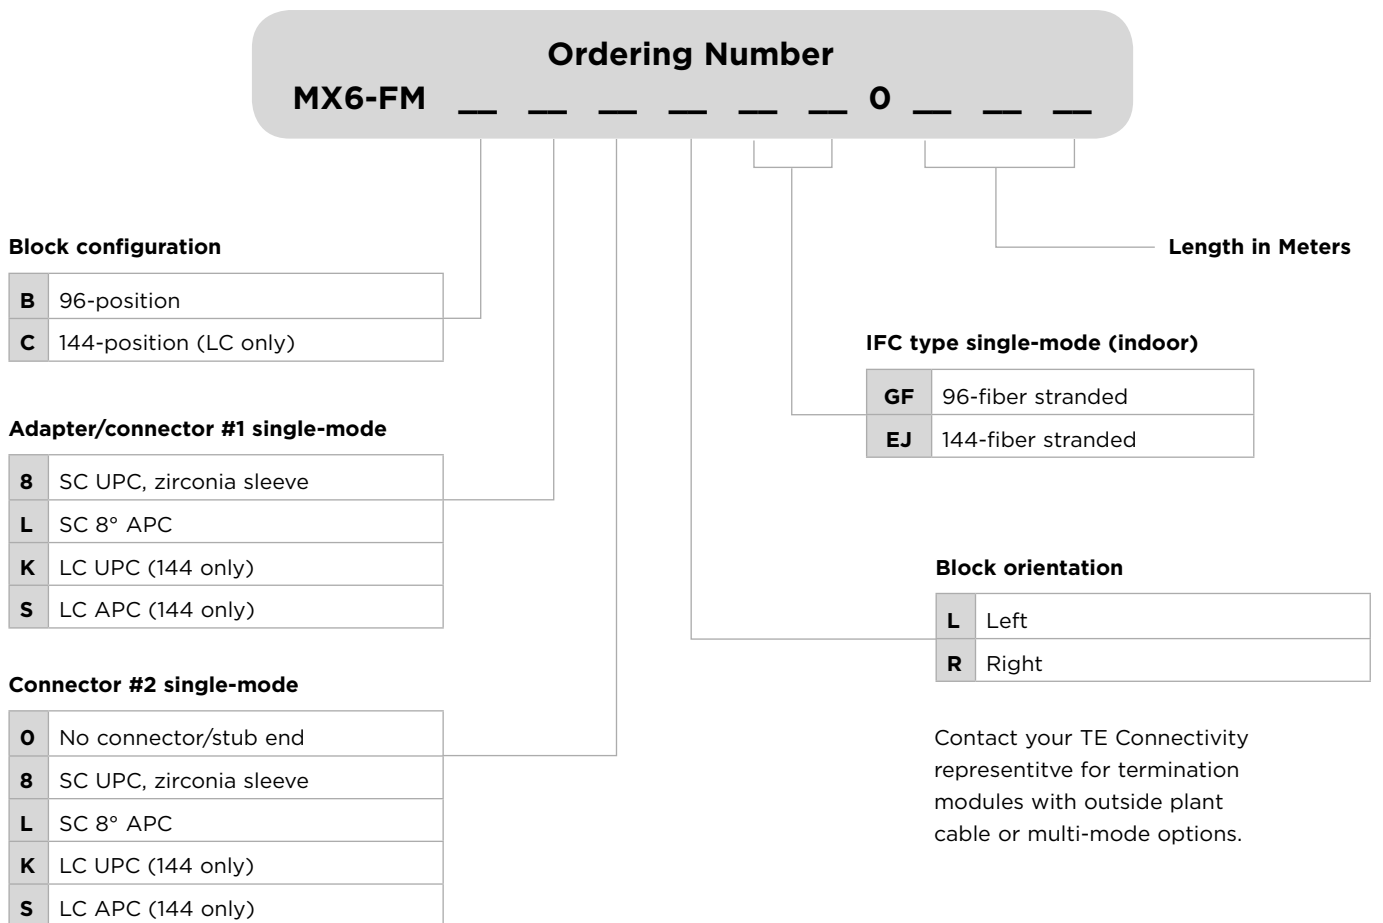 Ordering Number
MX6-FM __ __ __ __ __ __ 0 __ __ __
Block configuration
B 96-position
C 144-position (LC only)
Adapter/connector #1 single-mode
8 SC UPC, zirconia sleeve
L SC 8° APC
K LC UPC (144 only)
S LC APC (144 only)
Connector #2 single-mode
0 No connector/stub end
8 SC UPC, zirconia sleeve
L SC 8° APC
K LC UPC (144 only)
S LC APC (144 only)
Length in Meters
IFC type single-mode (indoor)
GF 96-fiber stranded
EJ 144-fiber stranded
Block orientation
L Left
R Right
Contact your TE Connectivity
representitve for termination
modules with outside plant
cable or multi-mode options.